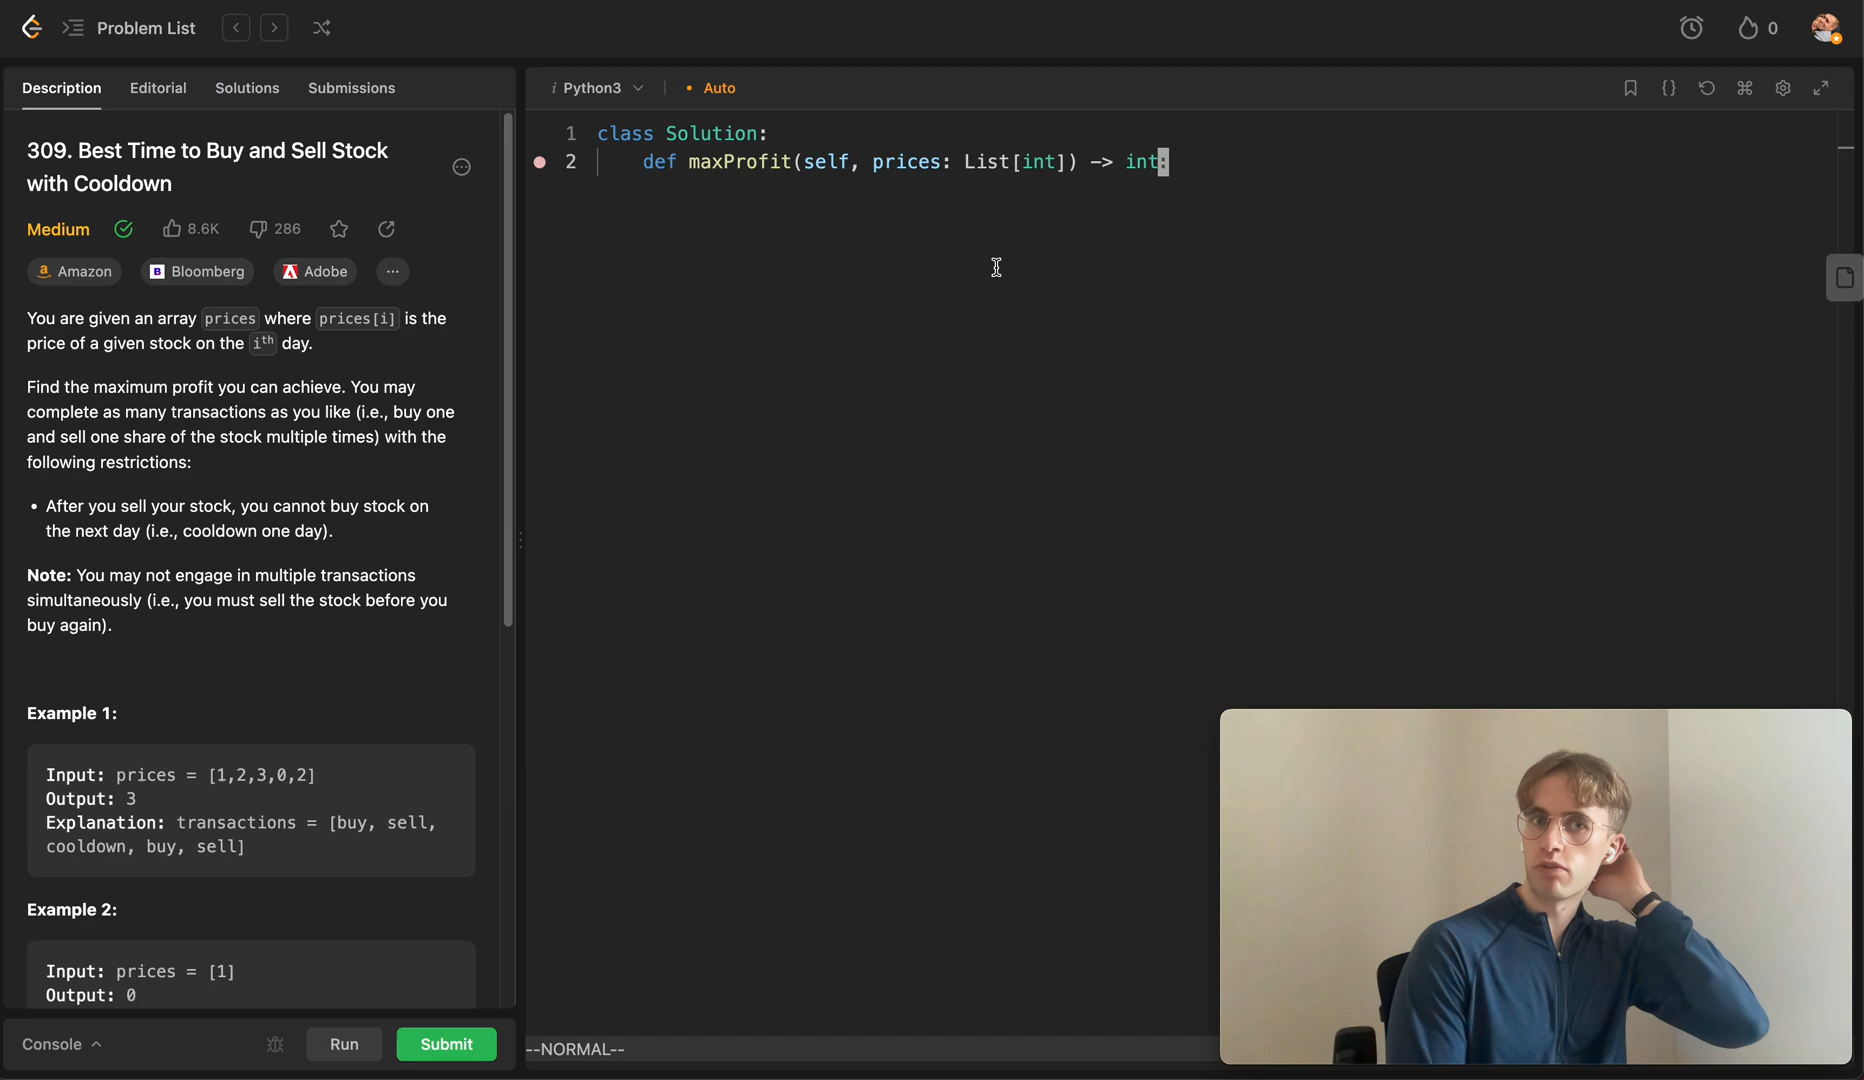 Problem List
0
Description Editorial Solutions Submissions
309. Best Time to Buy and Sell Stock
with Cooldown
Medium 8.6K 286
Amazon Bloomberg Adobe ...
You are given an array prices where prices[i] is the
price of a given stock on the ith day.
Find the maximum profit you can achieve. You may
complete as many transactions as you like (i.e., buy one
and sell one share of the stock multiple times) with the
following restrictions:
• After you sell your stock, you cannot buy stock on
the next day (i.e., cooldown one day).
Note: You may not engage in multiple transactions
simultaneously (i.e., you must sell the stock before you
buy again).
Example 1:
Input: prices = [1,2,3,0,2]
Output: 3
Explanation: transactions = [buy, sell,
cooldown, buy, sell]
Example 2:
Input: prices = [1]
Output: 0
Console Run Submit
i Python3 • Auto
1 class Solution:
2 def maxProfit(self, prices: List[int]) -> int:
--NORMAL--